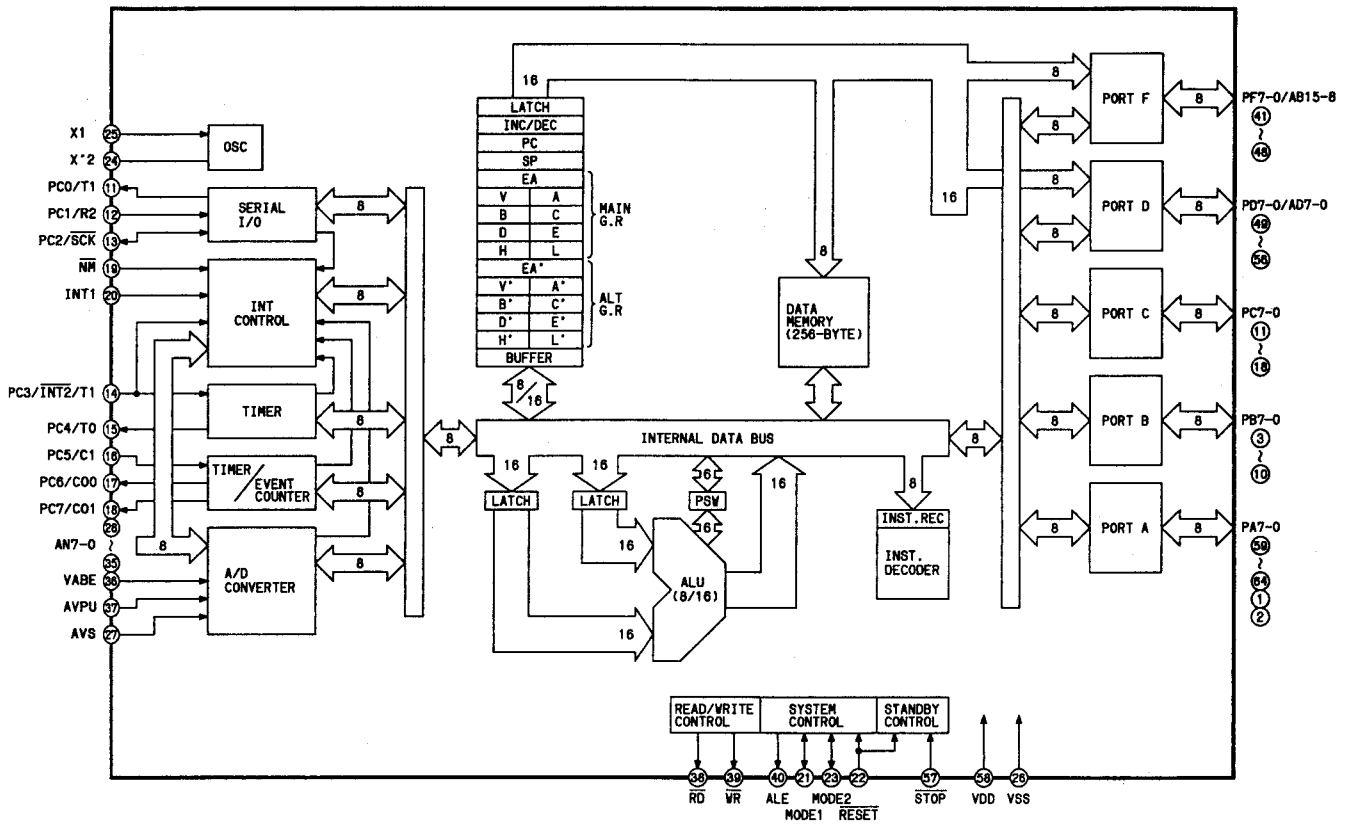 X1 25
X'2 24
OSC
PC0/T1 11
PC1/R2 12
PC2/SCK 13
SERIAL
I/O
8
NM 19
INT1 20
INT
CONTROL
8
PC3/INT2/T1 14
TIMER
8
PC4/T0 15
PC5/C1 16
PC6/C00 17
PC7/C01 18
TIMER
/EVENT
COUNTER
8
28
AN7-0
~
35
8
VABE 36
AVPU 37
AVS 27
A/D
CONVERTER
8
8
16
LATCH
INC/DEC
PC
SP
EA
V A
B C
D E
H L
MAIN
G.R
EA'
V' A'
B' C'
D' E'
H' L'
ALT
G.R
BUFFER
8/16
8
16
DATA
MEMORY
(256-BYTE)
INTERNAL DATA BUS
8
16
LATCH
16
LATCH
16
PSW
16
16
8
INST.REC
INST.
DECODER
16
16
ALU
(8/16)
8
8
PORT F
8
PF7-0/AB15-8
41
~
48
8
8
PORT D
8
PD7-0/AD7-0
49
~
56
8
PORT C
8
PC7-0
11
~
18
8
PORT B
8
PB7-0
3
~
10
8
PORT A
8
PA7-0
59
~
64
1
2
READ/WRITE
CONTROL
SYSTEM
CONTROL
STANDBY
CONTROL
38 39 40 21 23 22 57 58 26
RD WR ALE MODE2 STOP VDD VSS
MODE1 RESET